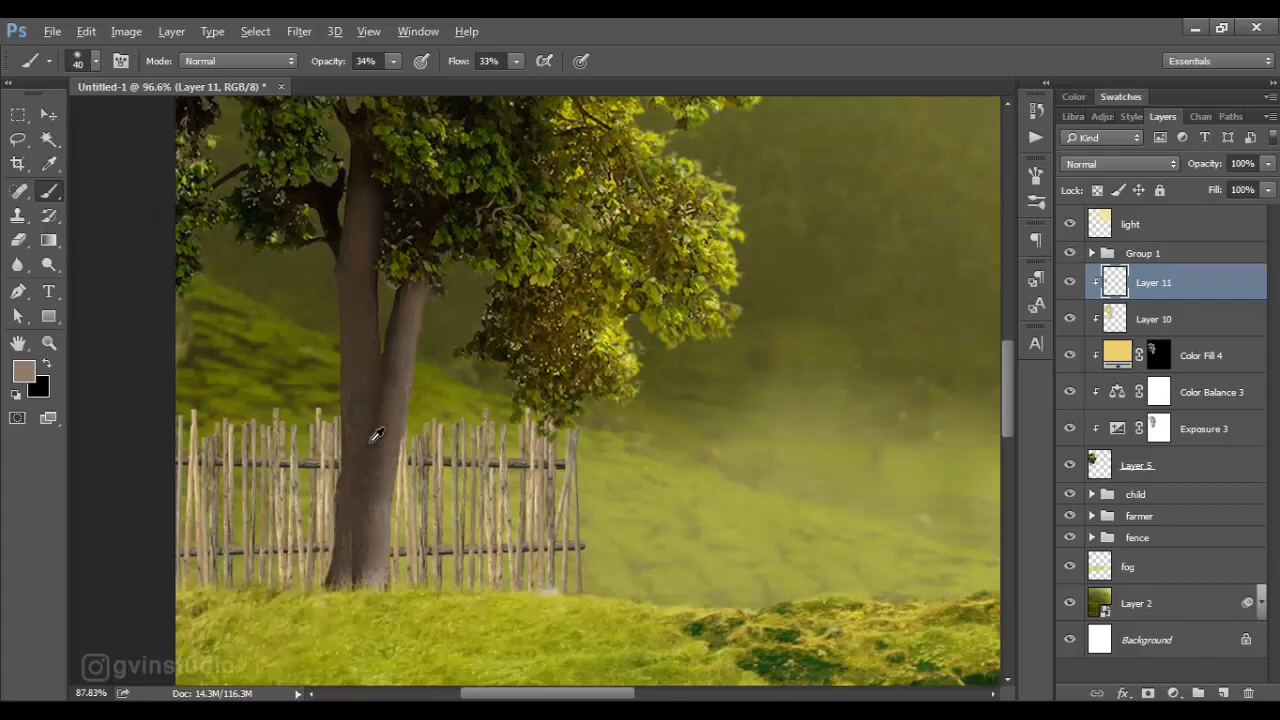 Ps File Edit Image Layer Type Select Filter 3D View Window Help
40 Mode: Normal Opacity: 34% Flow: 33% Essentials
Untitled-1 @ 96.6% (Layer 11, RGB/8) *
Color Swatches
Libra Adju Style Layers Chan Paths
Kind
Normal Opacity: 100%
Lock: Fill: 100%
light
Group 1
Layer 11
Layer 10
Color Fill 4
Color Balance 3
Exposure 3
Layer 5
child
farmer
fence
fog
Layer 2
Background
gvinstudio
87.83% Doc: 14.3M/116.3M